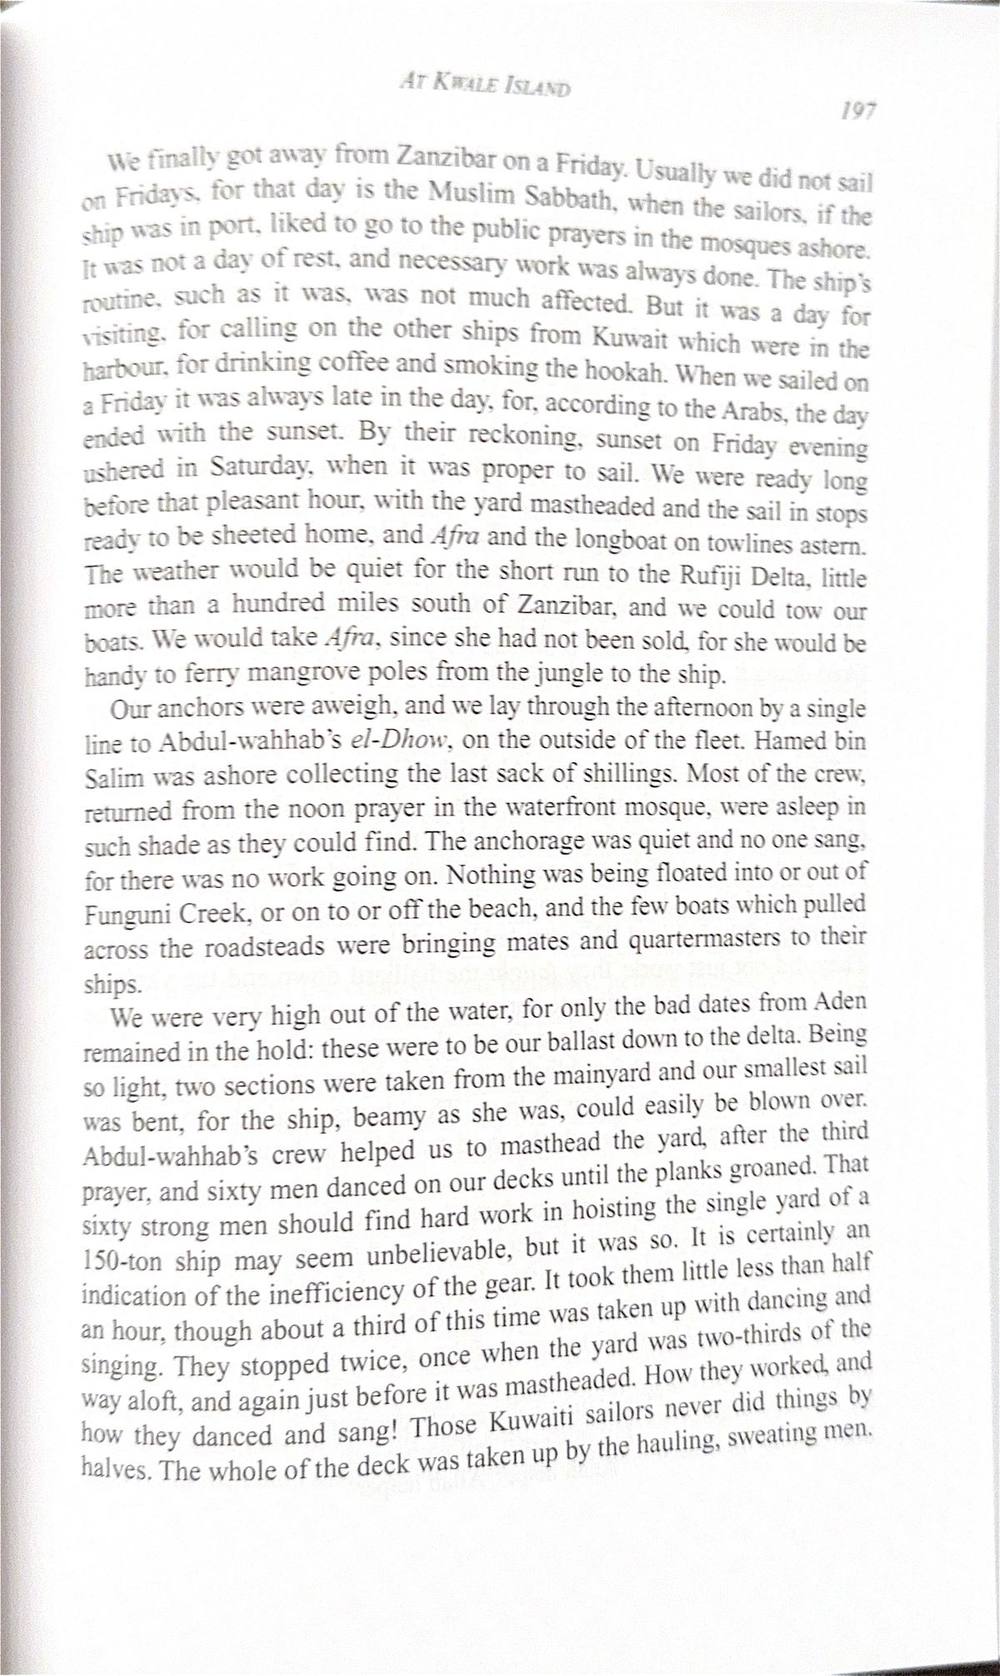 AT KWALE ISLAND
197
We finally got away from Zanzibar on a Friday. Usually we did not sail
on Fridays, for that day is the Muslim Sabbath, when the sailors, if the
ship was in port, liked to go to the public prayers in the mosques ashore.
It was not a day of rest, and necessary work was always done. The ship's
routine, such as it was, was not much affected. But it was a day for
visiting, for calling on the other ships from Kuwait which were in the
harbour, for drinking coffee and smoking the hookah. When we sailed on
a Friday it was always late in the day, for, according to the Arabs, the day
ended with the sunset. By their reckoning, sunset on Friday evening
ushered in Saturday, when it was proper to sail. We were ready long
before that pleasant hour, with the yard mastheaded and the sail in stops
ready to be sheeted home, and Afra and the longboat on towlines astern.
The weather would be quiet for the short run to the Rufiji Delta, little
more than a hundred miles south of Zanzibar, and we could tow our
boats. We would take Afra, since she had not been sold, for she would be
handy to ferry mangrove poles from the jungle to the ship.
Our anchors were aweigh, and we lay through the afternoon by a single
line to Abdul-wahhab's el-Dhow, on the outside of the fleet. Hamed bin
Salim was ashore collecting the last sack of shillings. Most of the crew,
returned from the noon prayer in the waterfront mosque, were asleep in
such shade as they could find. The anchorage was quiet and no one sang,
for there was no work going on. Nothing was being floated into or out of
Funguni Creek, or on to or off the beach, and the few boats which pulled
across the roadsteads were bringing mates and quartermasters to their
ships.
We were very high out of the water, for only the bad dates from Aden
remained in the hold: these were to be our ballast down to the delta. Being
so light, two sections were taken from the mainyard and our smallest sail
was bent, for the ship, beamy as she was, could easily be blown over.
Abdul-wahhab's crew helped us to masthead the yard, after the third
prayer, and sixty men danced on our decks until the planks groaned. That
sixty strong men should find hard work in hoisting the single yard of a
150-ton ship may seem unbelievable, but it was so. It is certainly an
indication of the inefficiency of the gear. It took them little less than half
an hour, though about a third of this time was taken up with dancing and
singing. They stopped twice, once when the yard was two-thirds of the
way aloft, and again just before it was mastheaded. How they worked, and
how they danced and sang! Those Kuwaiti sailors never did things by
halves. The whole of the deck was taken up by the hauling, sweating men.